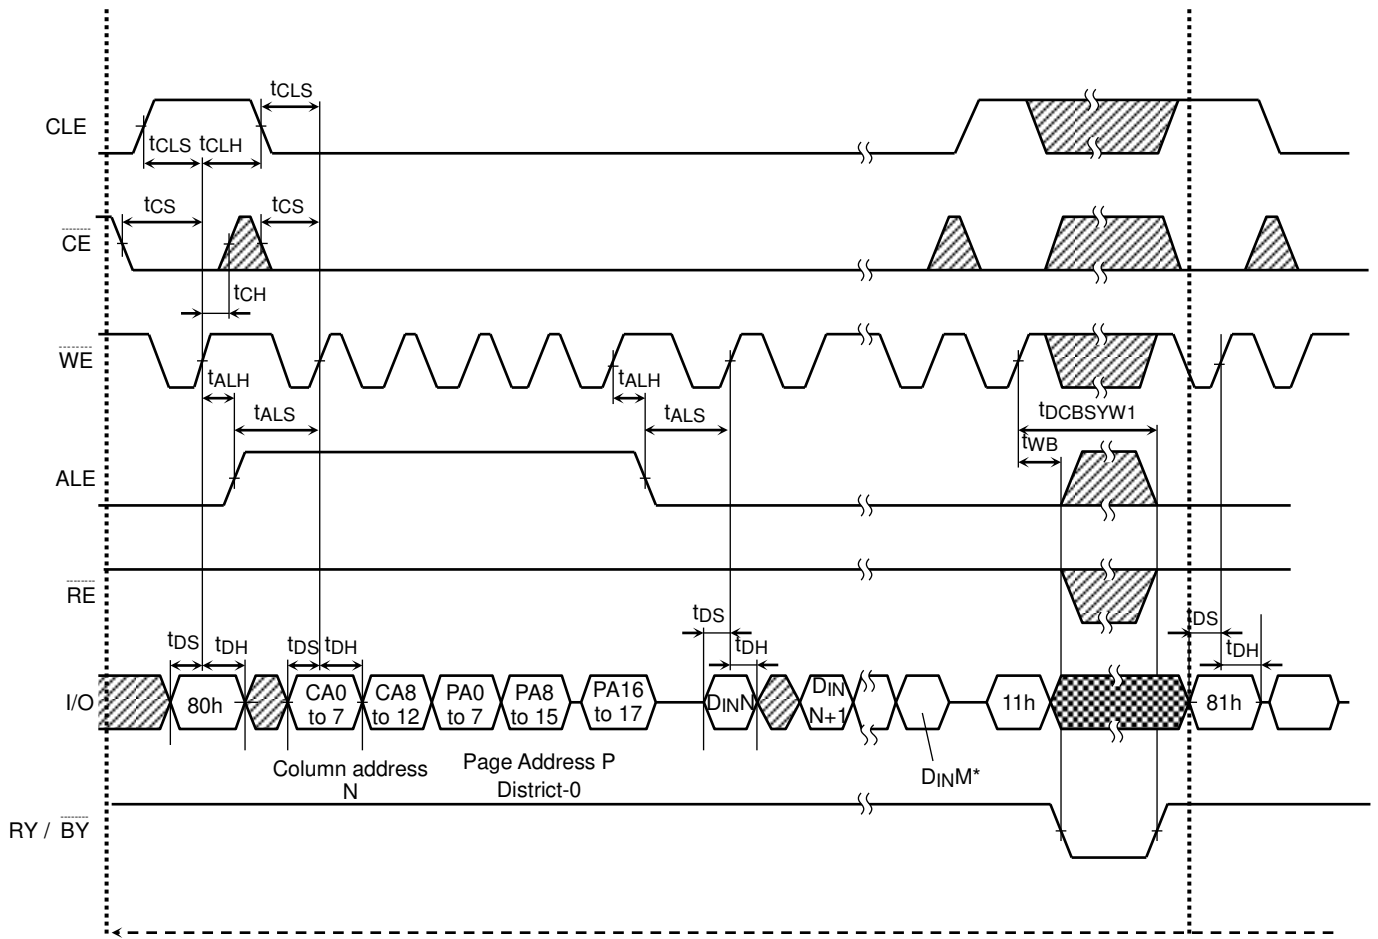 tCLS
CLE
tCLS tCLH
tCS tCS
CE
tCH
WE
tALH tALH
tDCBSYW1
tALS tALS
tWB
ALE
RE
tDS tDH tDS tDH tDS tDH tDS tDH
I/O 80h CA0 to 7 CA8 to 12 PA0 to 7 PA8 to 15 PA16 to 17 DINN DIN N+1 11h 81h
DINM*
Column address
N
Page Address P
District-0
RY / BY